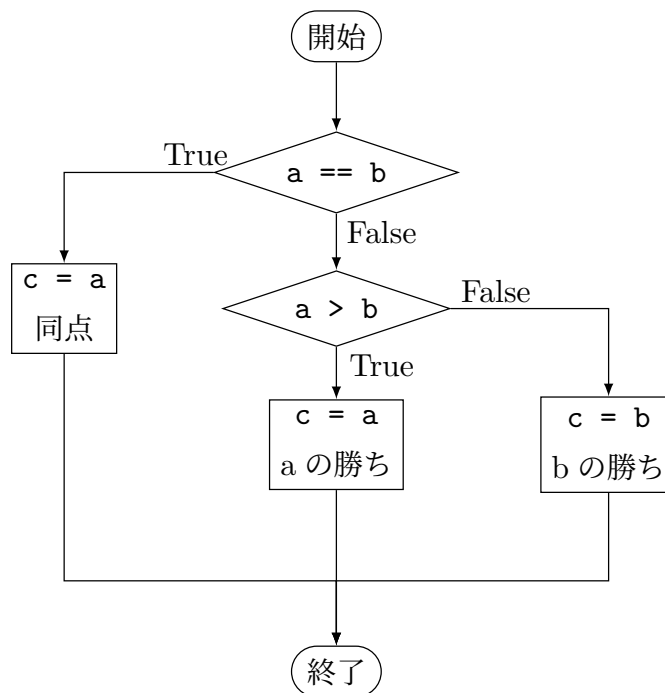 開始
True
a == b
False
c = a
同点
a > b
False
True
c = a
a の勝ち
c = b
b の勝ち
終了